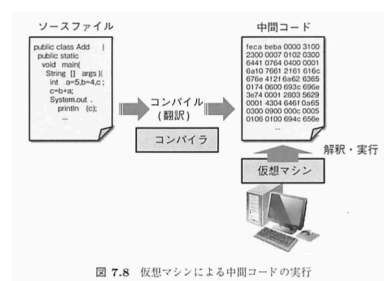 ソースファイル
public class Add {
public static
void main(
String [] args ){
int a=5,b=4,c ;
c=b+a;
System.out .
println (c);
...
コンパイル
(翻訳)
コンパイラ
中間コード
feca beba 0000 3100
2300 0007 0102 0300
6441 0764 0400 0001
6a10 7661 2f61 616c
676e 412f 6a62 6365
0174 0600 693c 696e
3e74 0001 2803 5629
0001 4304 646f 0a65
0300 0900 000c 0005
0106 0100 694c 656e
...
解釈・実行
仮想マシン
図 7.8 仮想マシンによる中間コードの実行